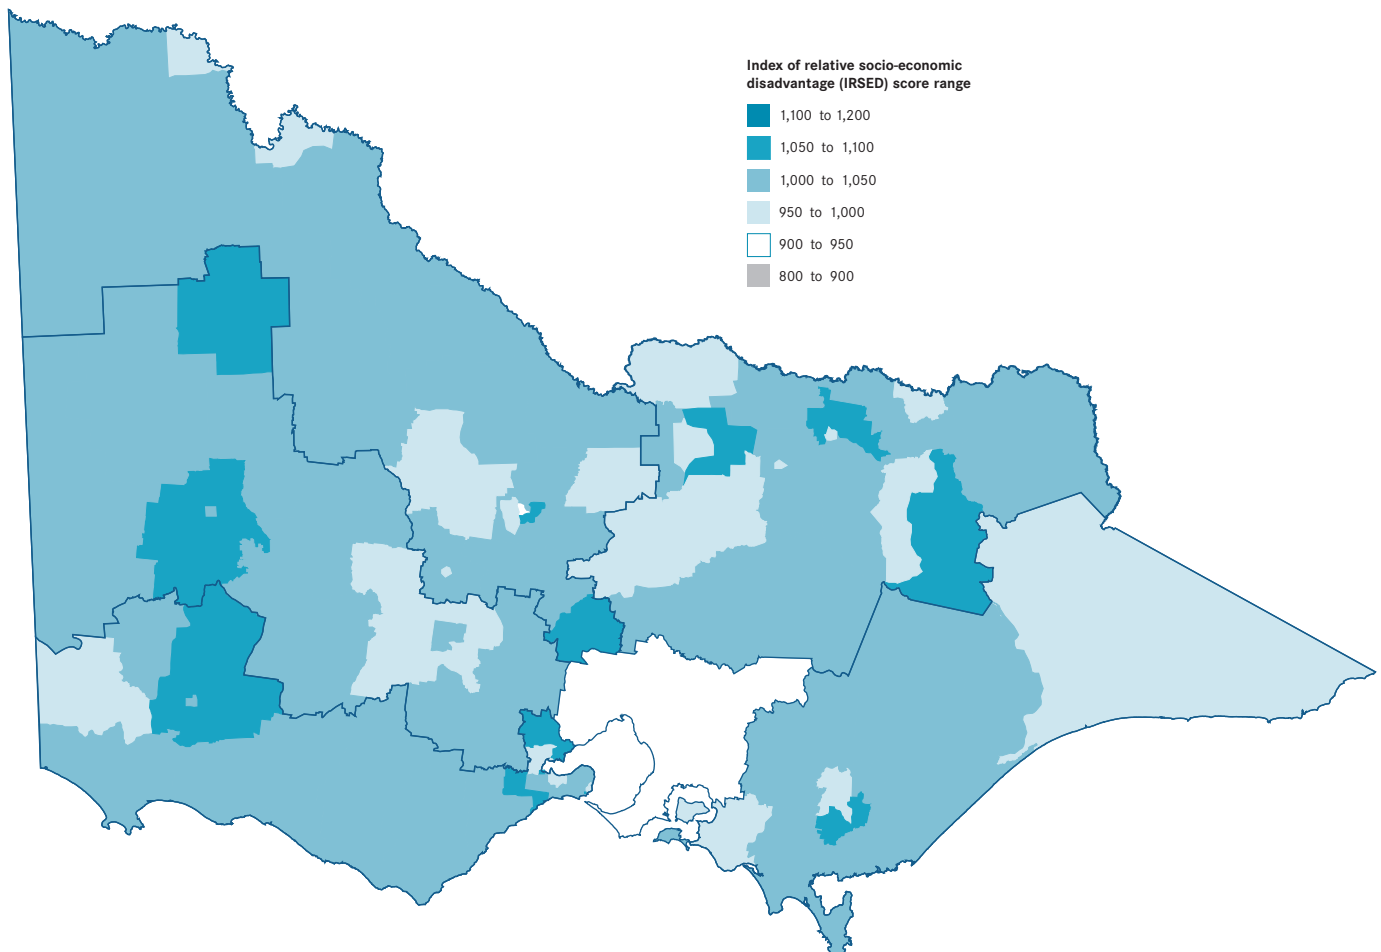 Index of relative socio-economic
disadvantage (IRSED) score range
1,100 to 1,200
1,050 to 1,100
1,000 to 1,050
950 to 1,000
900 to 950
800 to 900